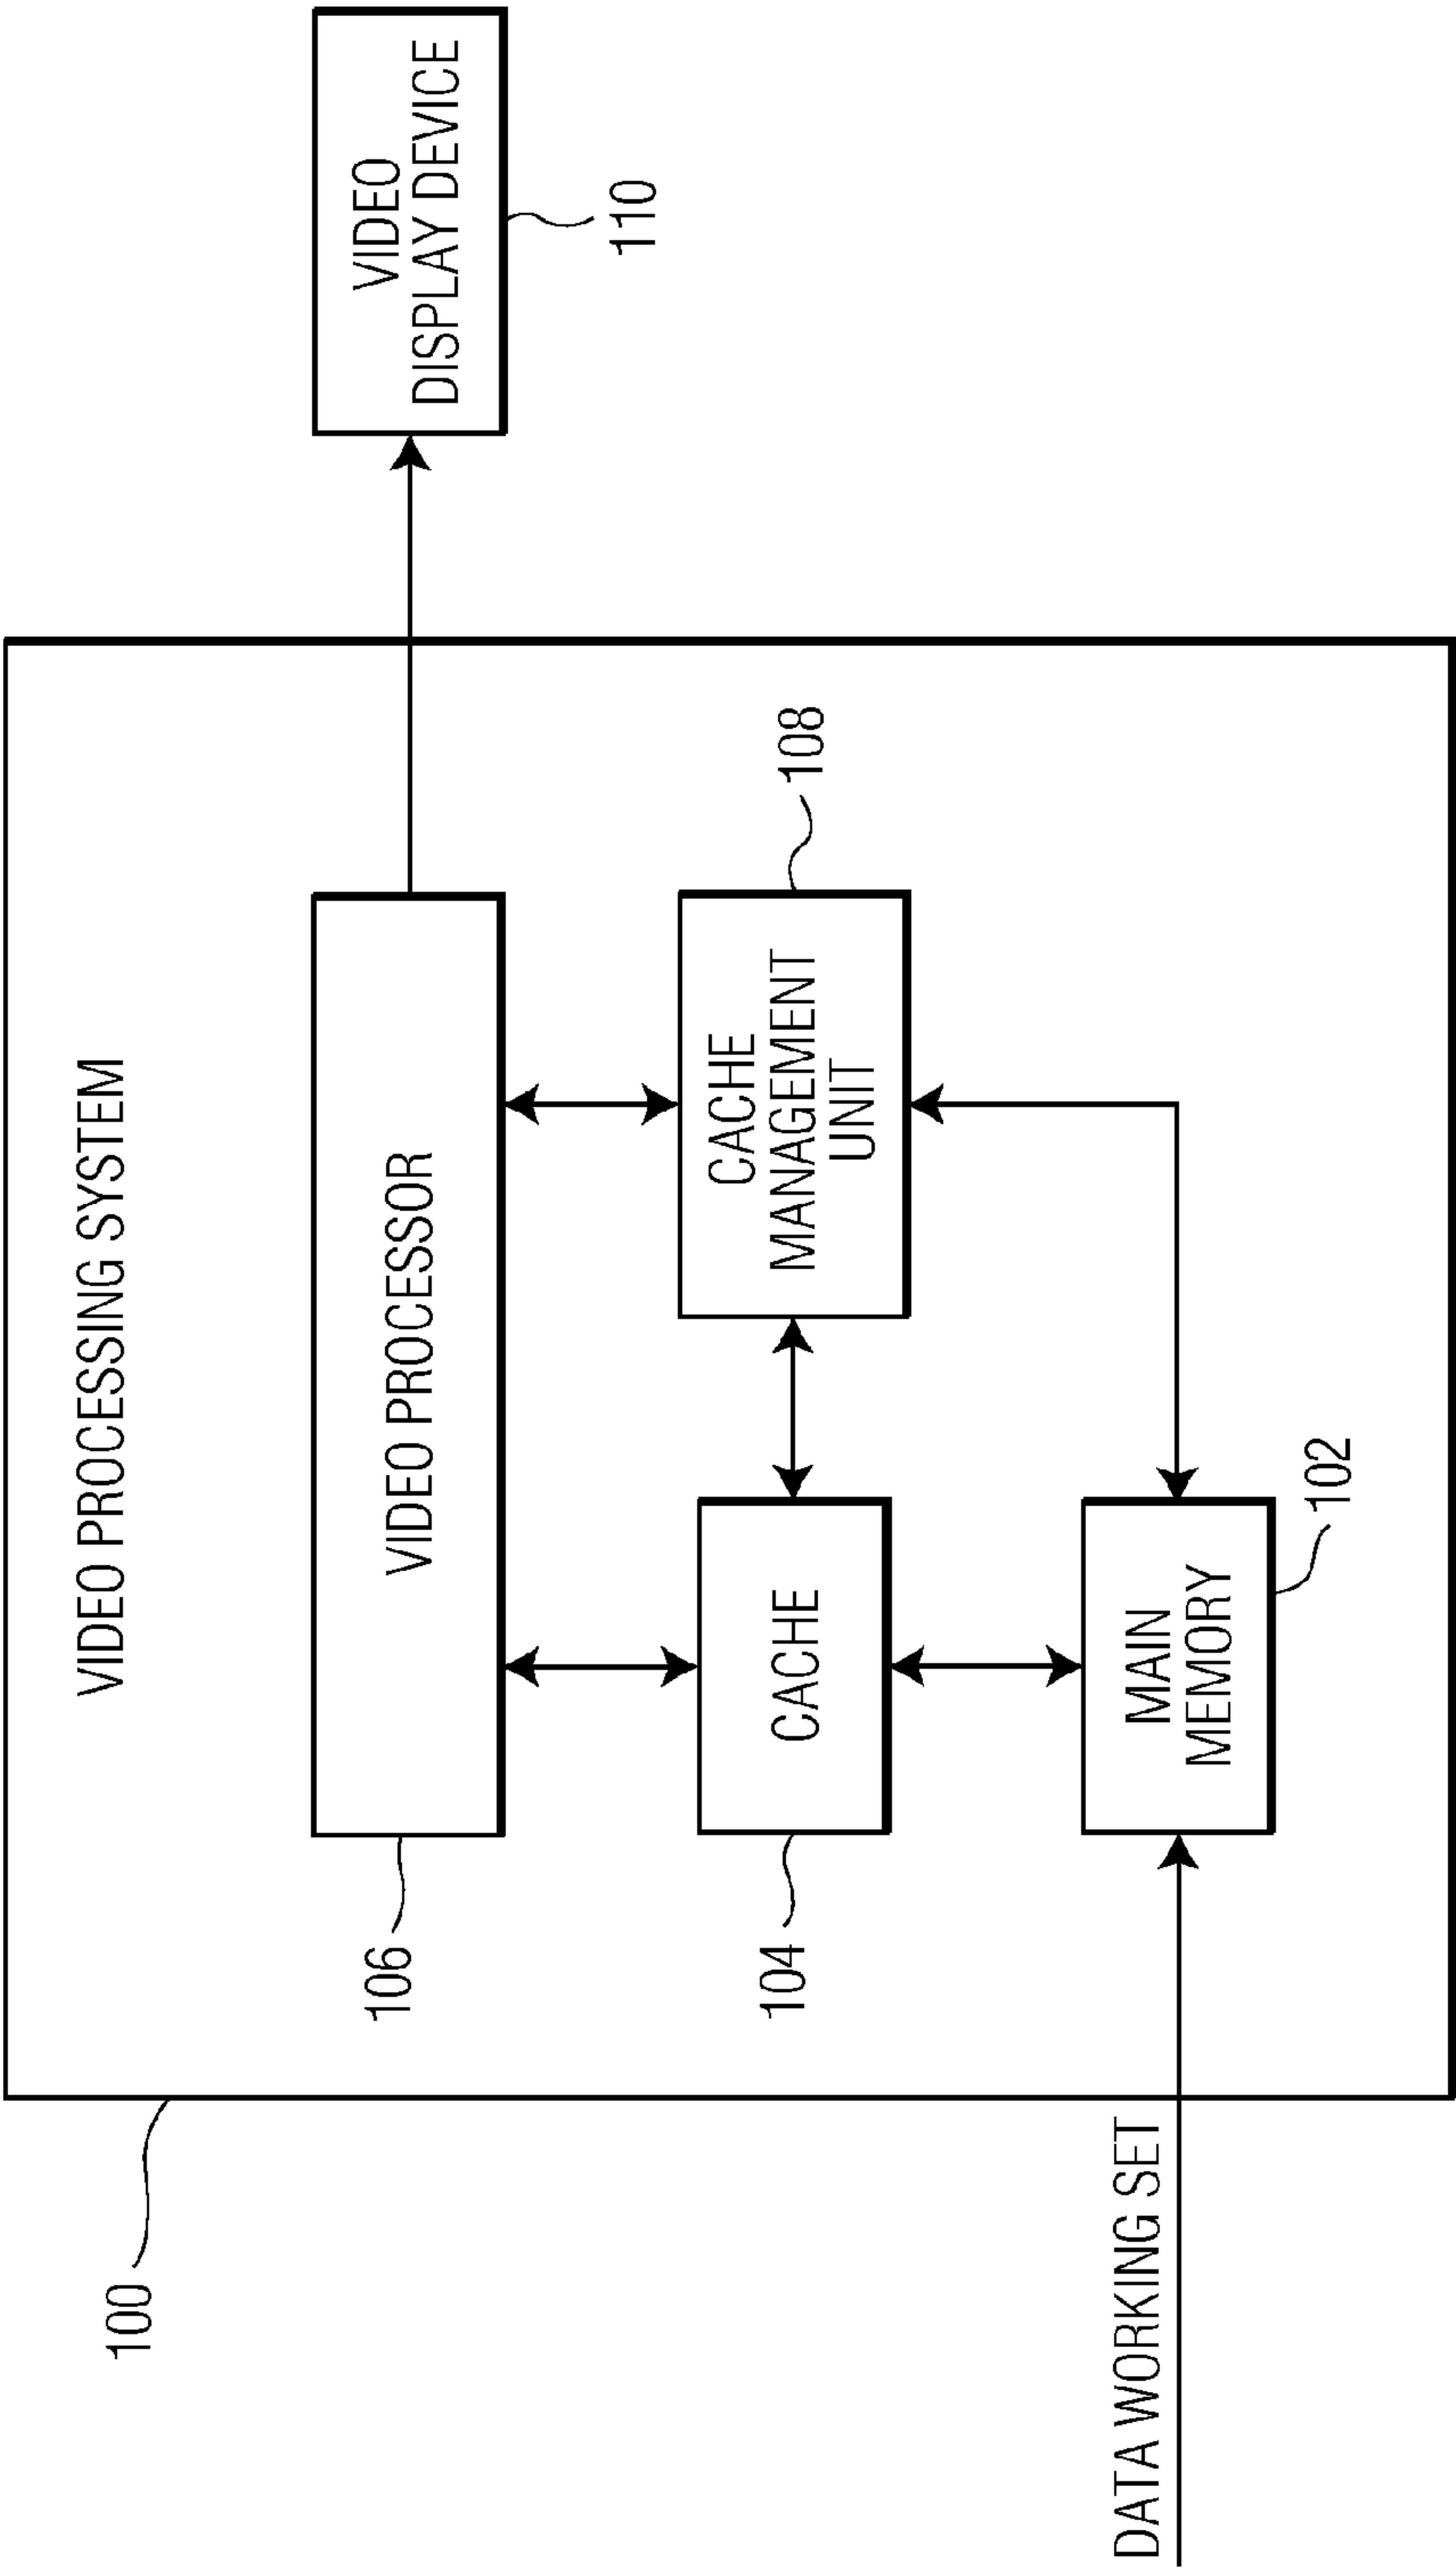 VIDEO PROCESSING SYSTEM
100
106
VIDEO PROCESSOR
VIDEO
DISPLAY DEVICE
110
104
CACHE
CACHE
MANAGEMENT
UNIT
108
DATA WORKING SET
MAIN
MEMORY
102